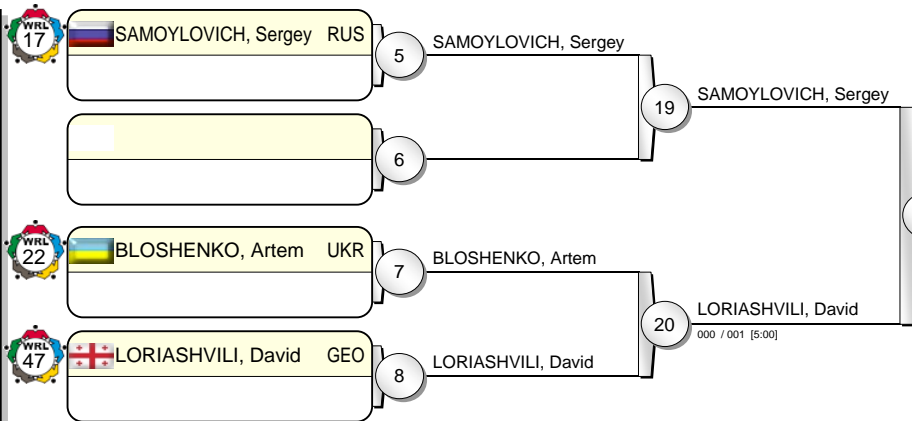 WRL
17
SAMOYLOVICH, Sergey RUS
5
SAMOYLOVICH, Sergey
19
SAMOYLOVICH, Sergey
6
WRL
22
BLOSHENKO, Artem UKR
7
BLOSHENKO, Artem
20
LORIASHVILI, David
000 / 001 [5:00]
WRL
47
LORIASHVILI, David GEO
8
LORIASHVILI, David